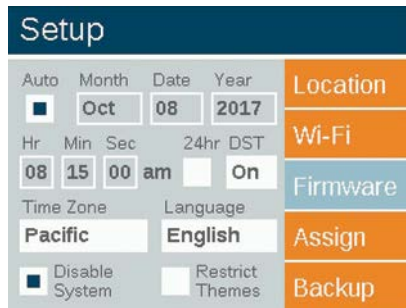 Setup
Auto Month Date Year
Oct 08 2017
Hr Min Sec 24hr DST
08 15 00 am On
Time Zone Language
Pacific English
Disable System
Restrict Themes
Location
Wi-Fi
Firmware
Assign
Backup